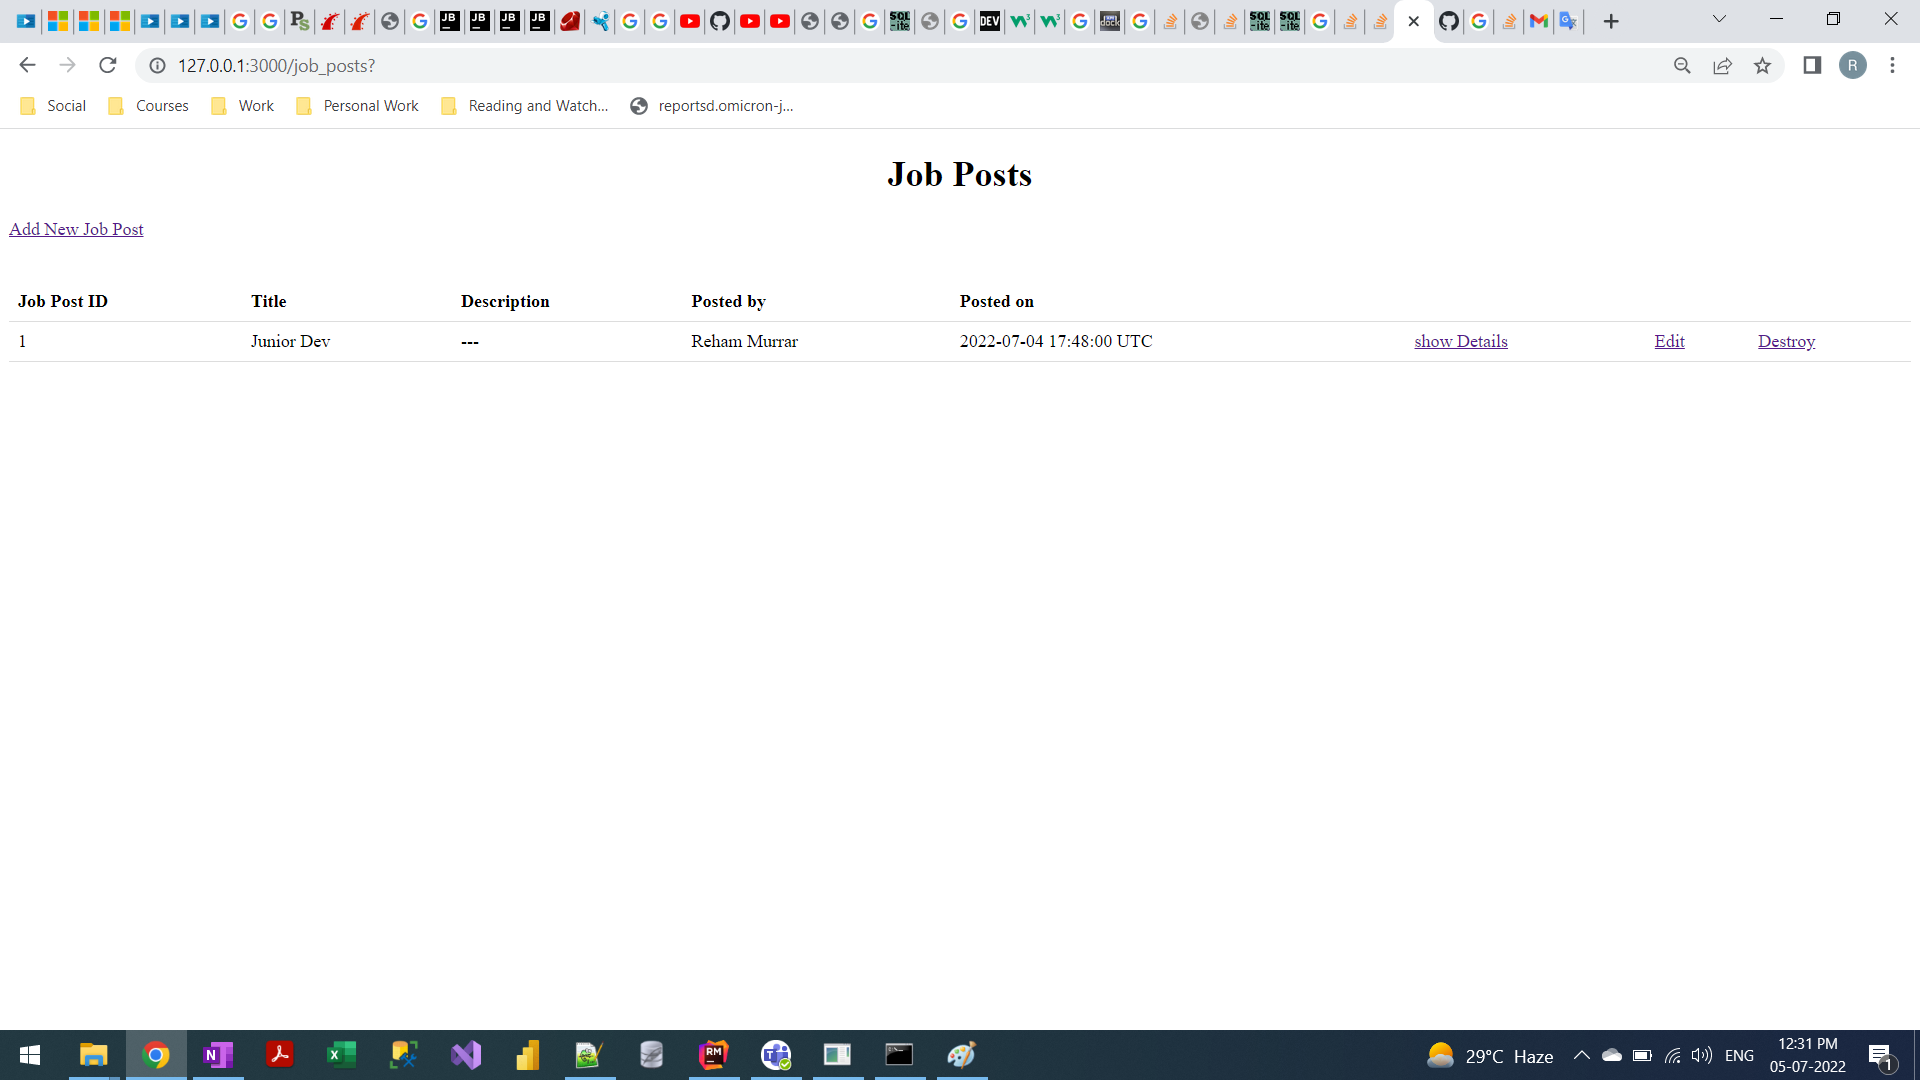 127.0.0.1:3000/job_posts?
R
Social Courses Work Personal Work Reading and Watch... reportsd.omicron-j...
Job Posts
Add New Job Post
Job Post ID Title Description Posted by Posted on
1 Junior Dev --- Reham Murrar 2022-07-04 17:48:00 UTC show Details Edit Destroy
29°C Haze ENG 12:31 PM
05-07-2022
1